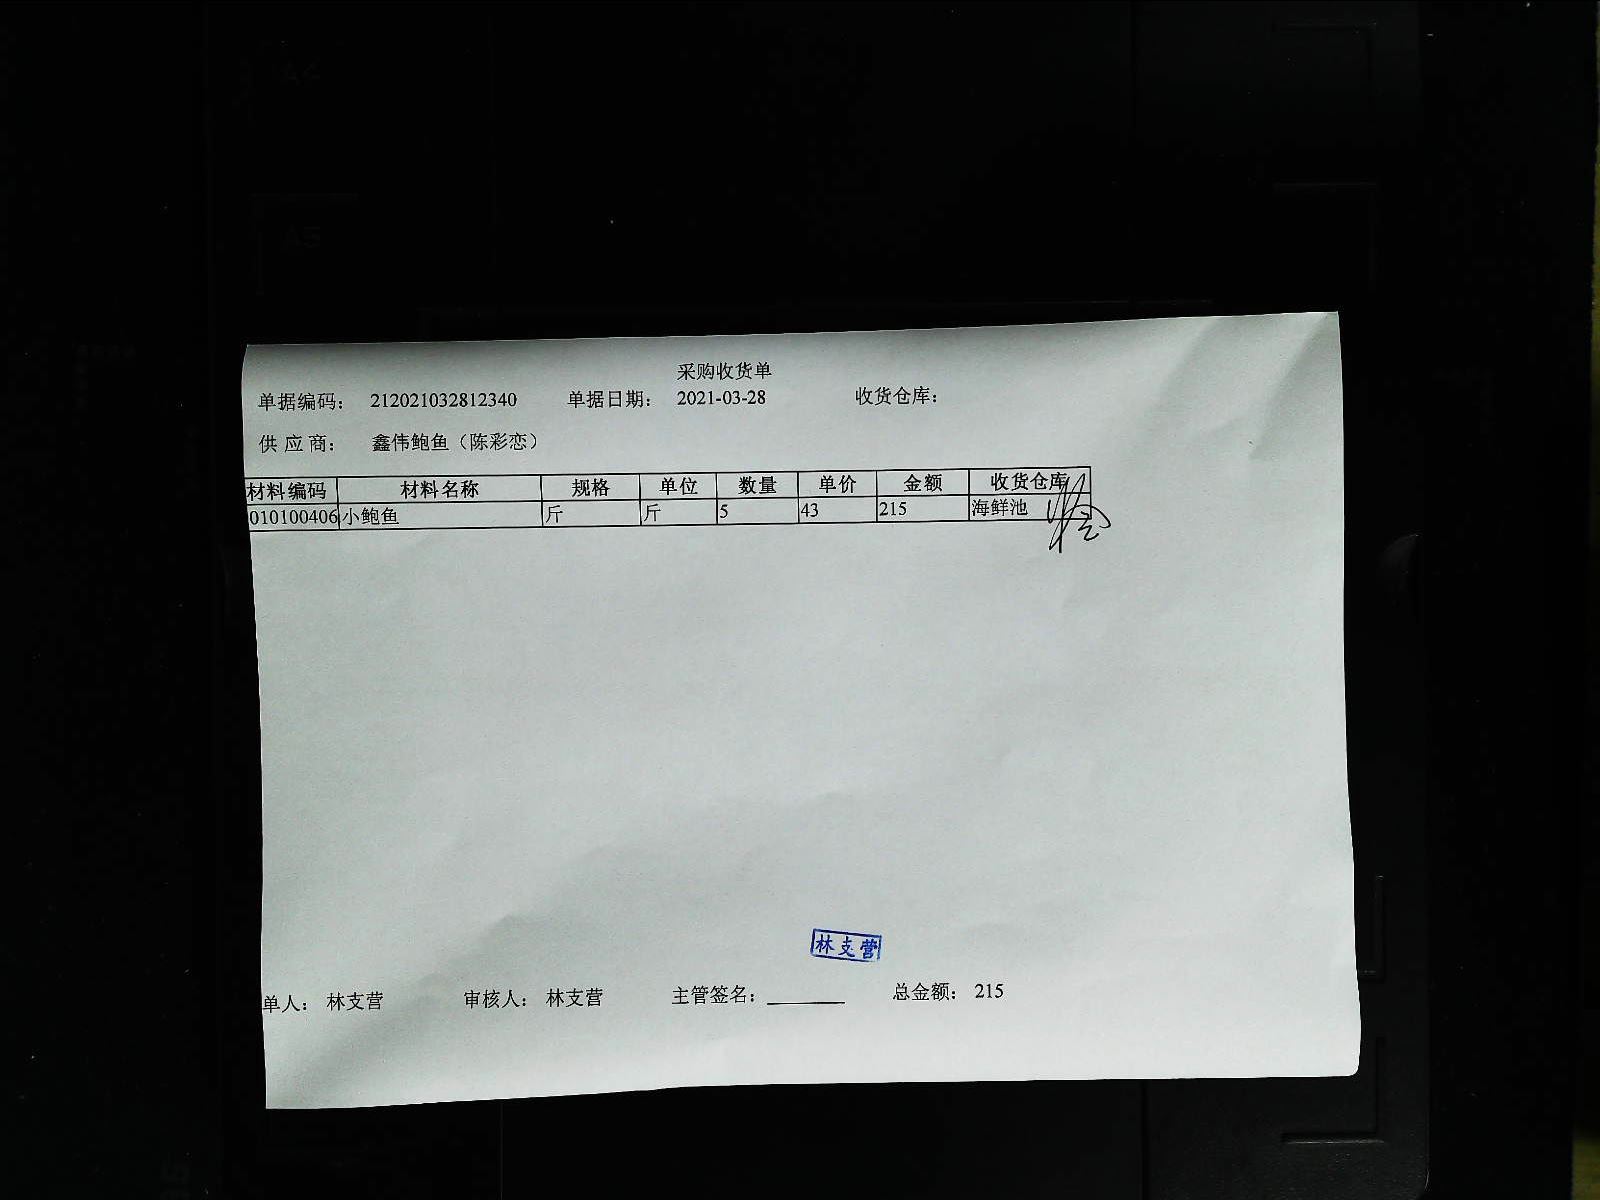 采购收货单
单据编码： 212021032812340 单据日期： 2021-03-28 收货仓库：
供 应 商： 鑫伟鲍鱼（陈彩恋）
材料编码 材料名称 规格 单位 数量 单价 金额 收货仓库
010100406 小鲍鱼 斤 斤 5 43 215 海鲜池
林支营
单人： 林支营 审核人： 林支营 主管签名： 总金额： 215